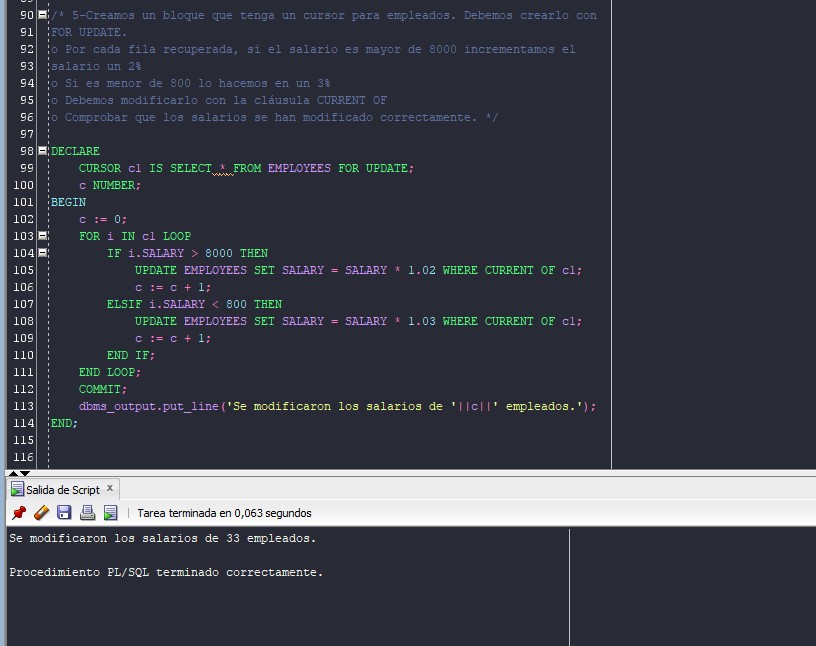 90 /* 5-Creamos un bloque que tenga un cursor para empleados. Debemos crearlo con
91 FOR UPDATE.
92 o Por cada fila recuperada, si el salario es mayor de 8000 incrementamos el
93 salario un 2%
94 o Si es menor de 800 lo hacemos en un 3%
95 o Debemos modificarlo con la cláusula CURRENT OF
96 o Comprobar que los salarios se han modificado correctamente. */
97
98 DECLARE
99 CURSOR c1 IS SELECT * FROM EMPLOYEES FOR UPDATE;
100 c NUMBER;
101 BEGIN
102 c := 0;
103 FOR i IN c1 LOOP
104 IF i.SALARY > 8000 THEN
105 UPDATE EMPLOYEES SET SALARY = SALARY * 1.02 WHERE CURRENT OF c1;
106 c := c + 1;
107 ELSIF i.SALARY < 800 THEN
108 UPDATE EMPLOYEES SET SALARY = SALARY * 1.03 WHERE CURRENT OF c1;
109 c := c + 1;
110 END IF;
111 END LOOP;
112 COMMIT;
113 dbms_output.put_line('Se modificaron los salarios de '||c||' empleados.');
114 END;
115
116
Salida de Script x
Tarea terminada en 0,063 segundos
Se modificaron los salarios de 33 empleados.
Procedimiento PL/SQL terminado correctamente.